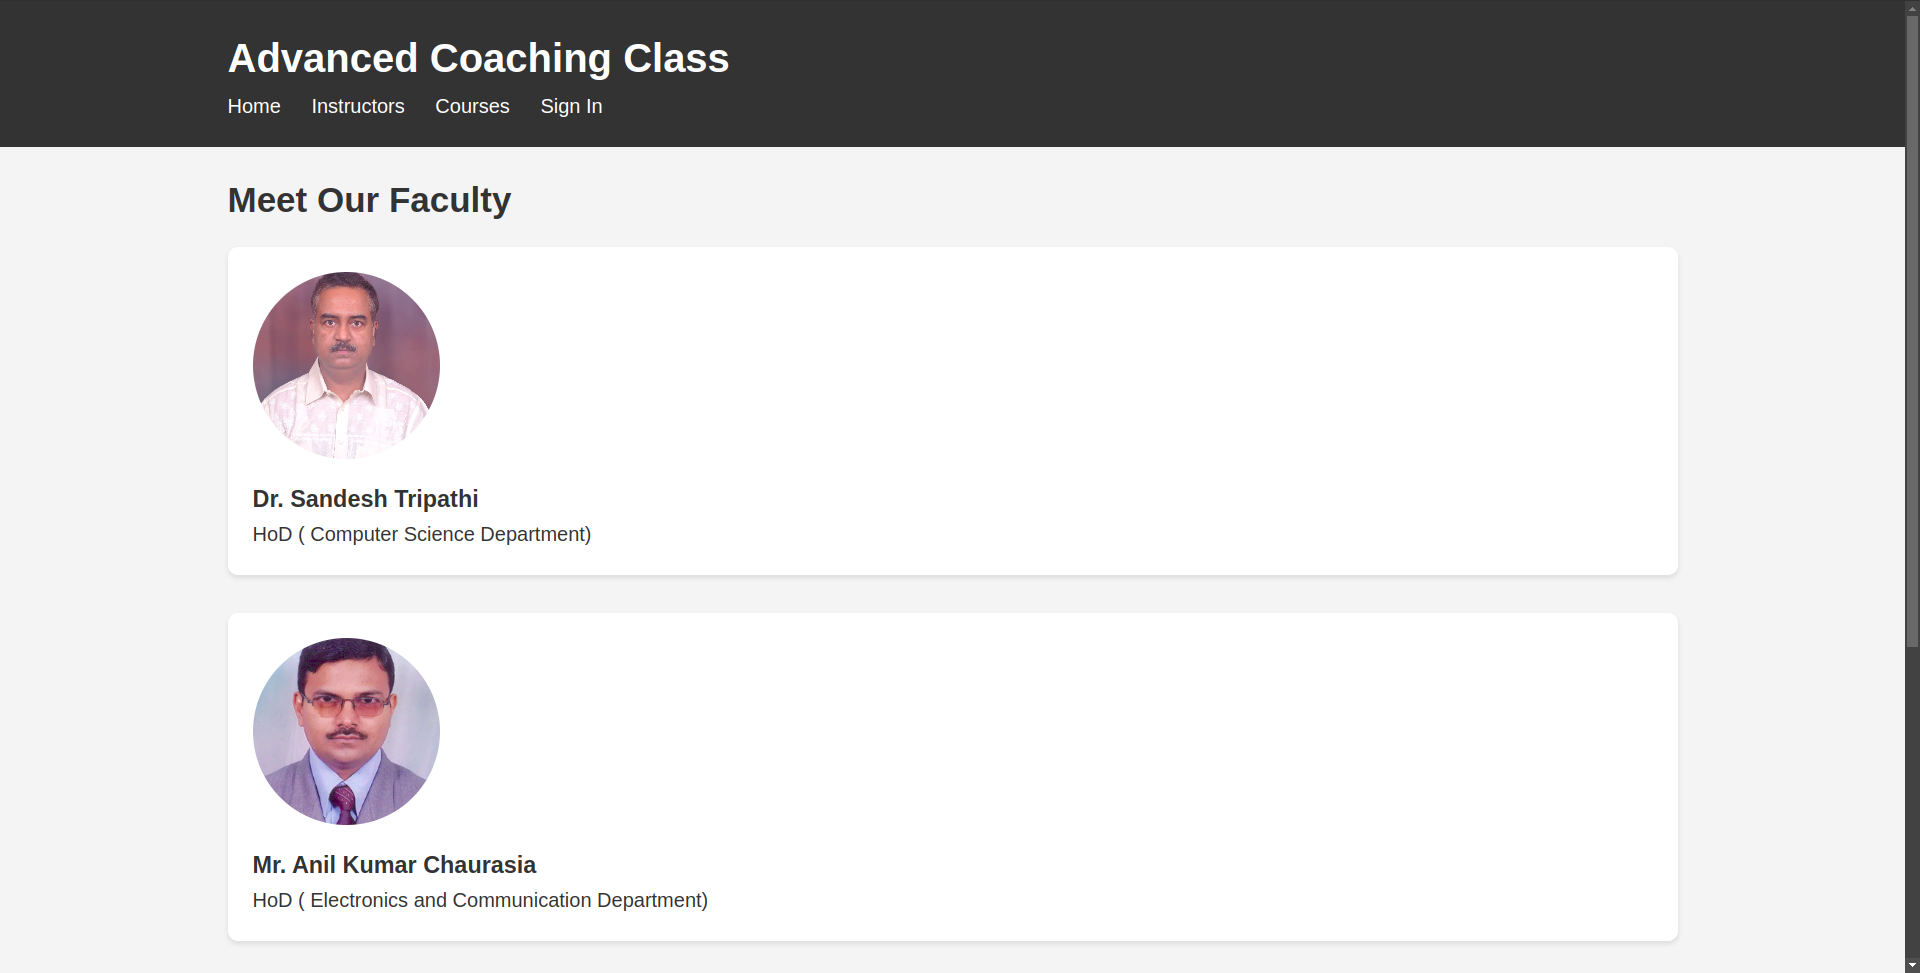 Advanced Coaching Class
Home Instructors Courses Sign In
Meet Our Faculty
Dr. Sandesh Tripathi
HoD ( Computer Science Department)
Mr. Anil Kumar Chaurasia
HoD ( Electronics and Communication Department)